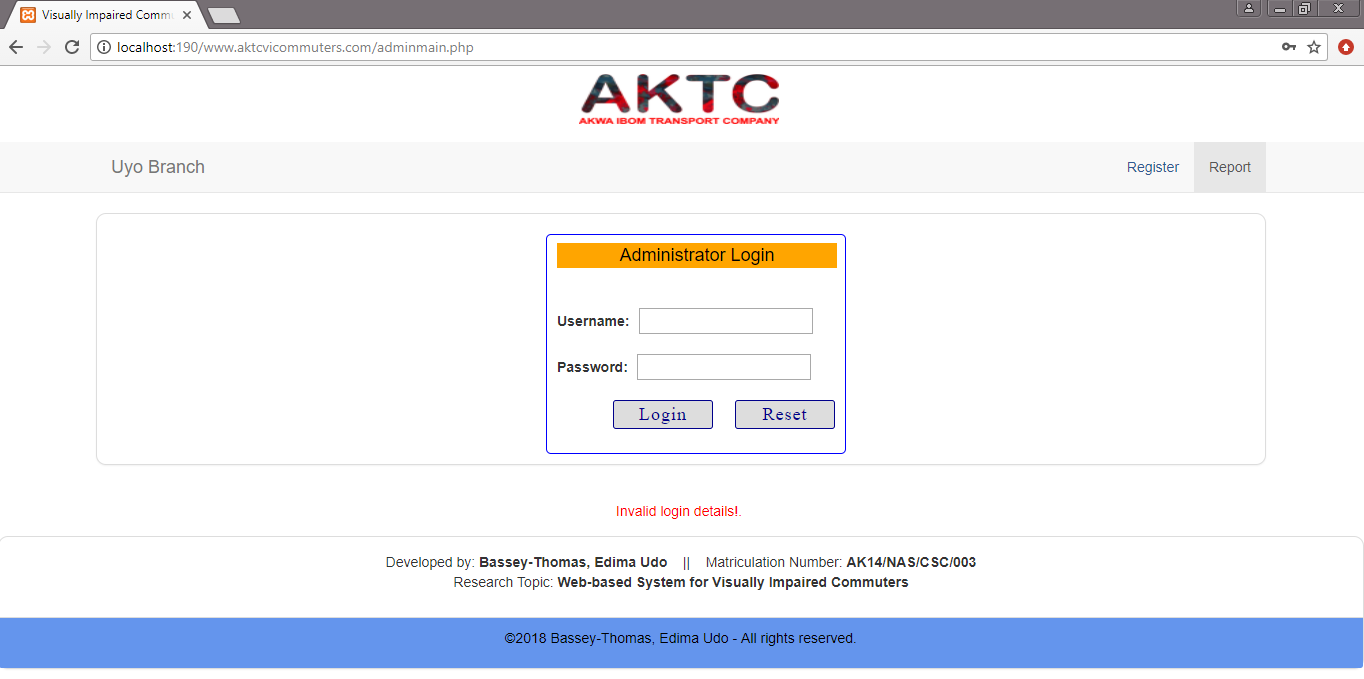 Visually Impaired Comm
localhost:190/www.aktcvicommuters.com/adminmain.php
AKTC
AKWA IBOM TRANSPORT COMPANY
Uyo Branch
Register
Report
Administrator Login
Username:
Password:
Login
Reset
Invalid login details!.
Developed by: Bassey-Thomas, Edima Udo || Matriculation Number: AK14/NAS/CSC/003
Research Topic: Web-based System for Visually Impaired Commuters
©2018 Bassey-Thomas, Edima Udo - All rights reserved.